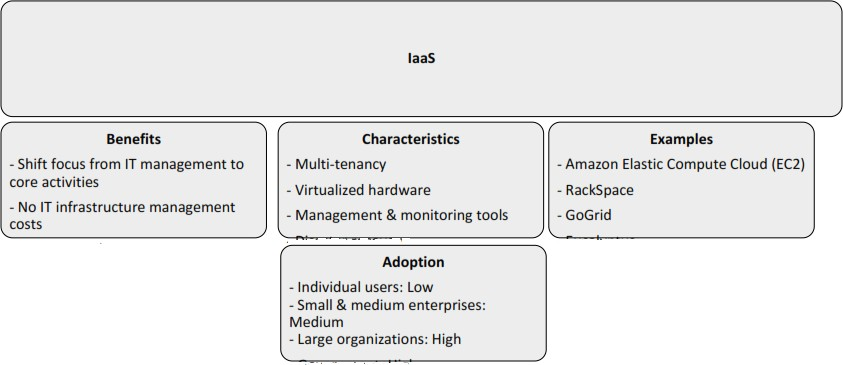 IaaS
Benefits
- Shift focus from IT management to
core activities
- No IT infrastructure management
costs
Characteristics
- Multi-tenancy
- Virtualized hardware
- Management & monitoring tools
Examples
- Amazon Elastic Compute Cloud (EC2)
- RackSpace
- GoGrid
Adoption
- Individual users: Low
- Small & medium enterprises:
Medium
- Large organizations: High